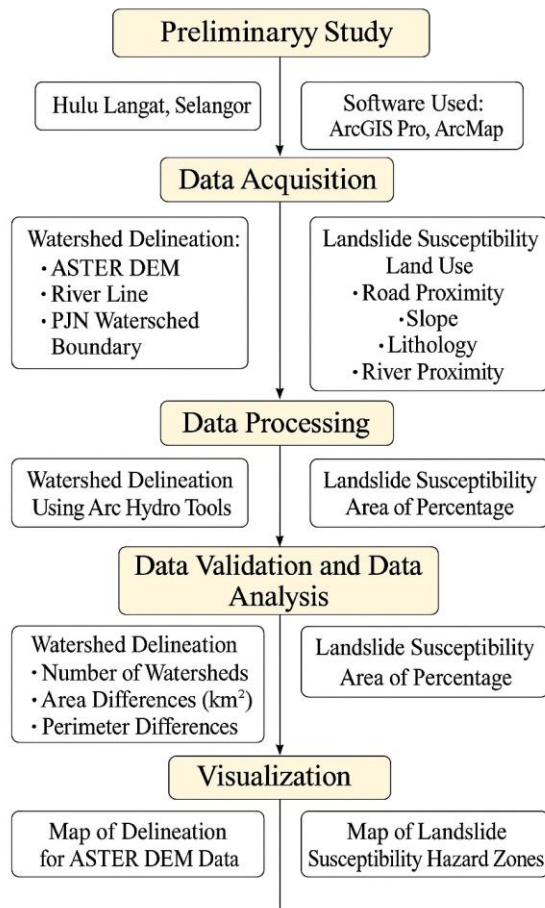 Preliminaryy Study
Hulu Langat, Selangor
Software Used:
ArcGIS Pro, ArcMap
Data Acquisition
Watershed Delineation:
• ASTER DEM
• River Line
• PJN Watersched
Boundary
Landslide Susceptibility
Land Use
• Road Proximity
• Slope
• Lithology
• River Proximity
Data Processing
Watershed Delineation
Using Arc Hydro Tools
Landslide Susceptibility
Area of Percentage
Data Validation and Data
Analysis
Watershed Delineation
• Number of Watersheds
• Area Differences (km²)
• Perimeter Differences
Landslide Susceptibility
Area of Percentage
Visualization
Map of Delineation
for ASTER DEM Data
Map of Landslide
Susceptibility Hazard Zones